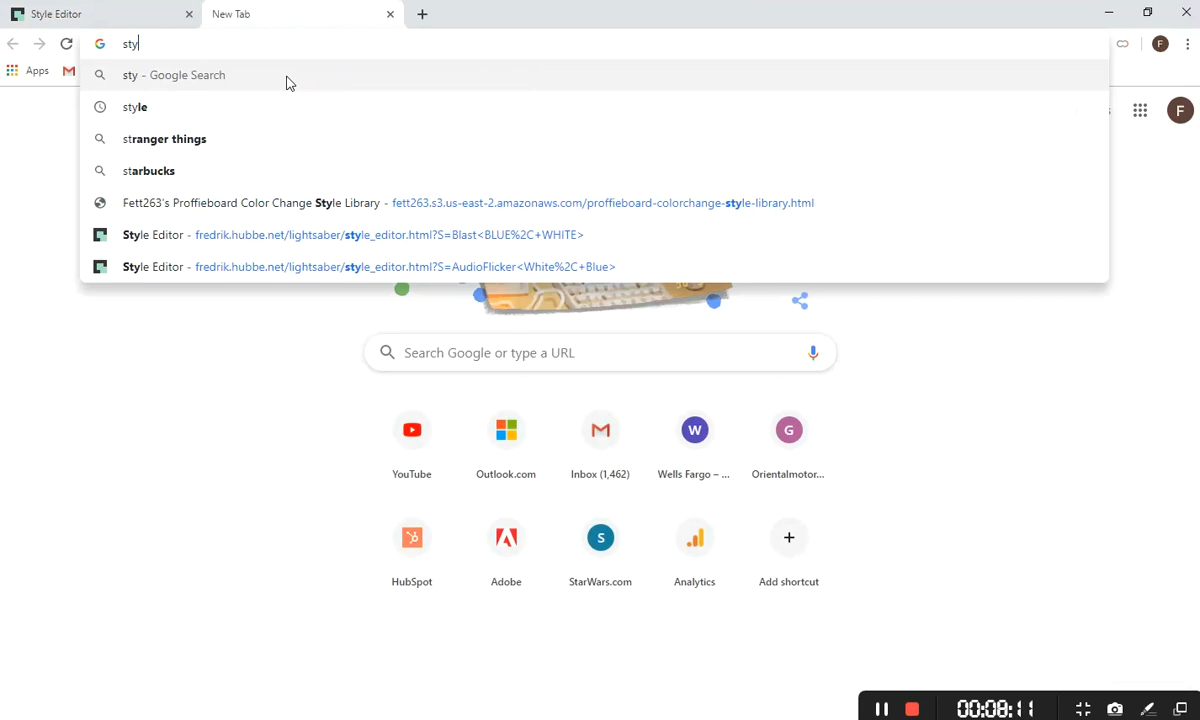 Style Editor
New Tab
sty
F
Apps
sty - Google Search
style
stranger things
starbucks
F
Fett263's Proffieboard Color Change Style Library - fett263.s3.us-east-2.amazonaws.com/proffieboard-colorchange-style-library.html
Style Editor - fredrik.hubbe.net/lightsaber/style_editor.html?S=Blast<BLUE%2C+WHITE>
Style Editor - fredrik.hubbe.net/lightsaber/style_editor.html?S=AudioFlicker<White%2C+Blue>
Search Google or type a URL
W
G
YouTube
Outlook.com
Inbox (1,462)
Wells Fargo – ...
Orientalmotor...
S
HubSpot
Adobe
StarWars.com
Analytics
Add shortcut
00:08:11